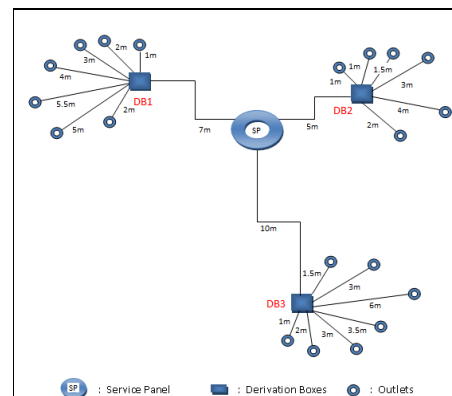 2m
1m
3m
4m
5.5m
5m
2m
DB1
7m
SP
5m
1m
1m
1.5m
3m
4m
2m
DB2
10m
1.5m
3m
6m
DB3
1m
2m
3m
3.5m
SP : Service Panel : Derivation Boxes : Outlets